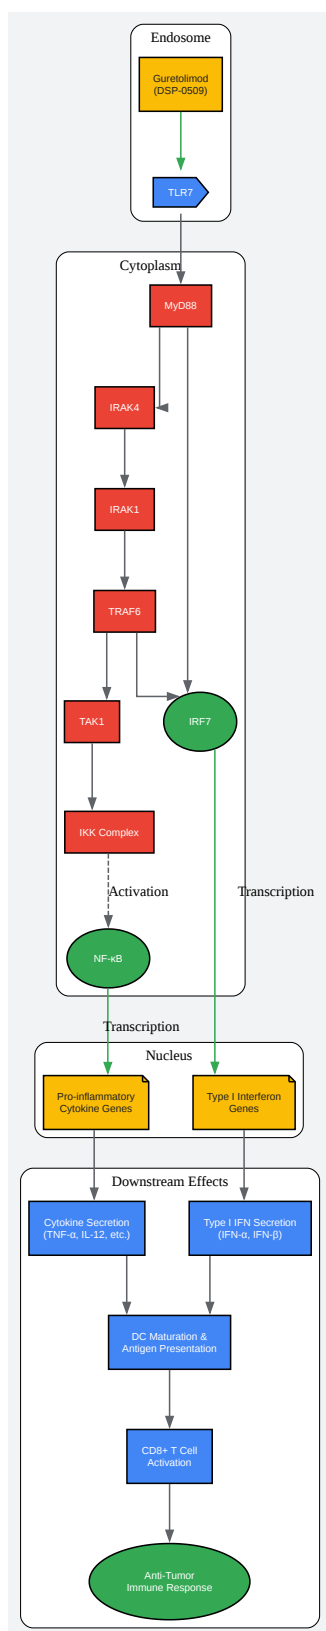 Endosome
Guretolimod
(DSP-0509)
TLR7
Cytoplasm
MyD88
IRAK4
IRAK1
TRAF6
TAK1
IRF7
IKK Complex
Activation
Transcription
NF-κB
Transcription
Nucleus
Pro-inflammatory
Cytokine Genes
Type I Interferon
Genes
Downstream Effects
Cytokine Secretion
(TNF-α, IL-12, etc.)
Type I IFN Secretion
(IFN-α, IFN-β)
DC Maturation &
Antigen Presentation
CD8+ T Cell
Activation
Anti-Tumor
Immune Response